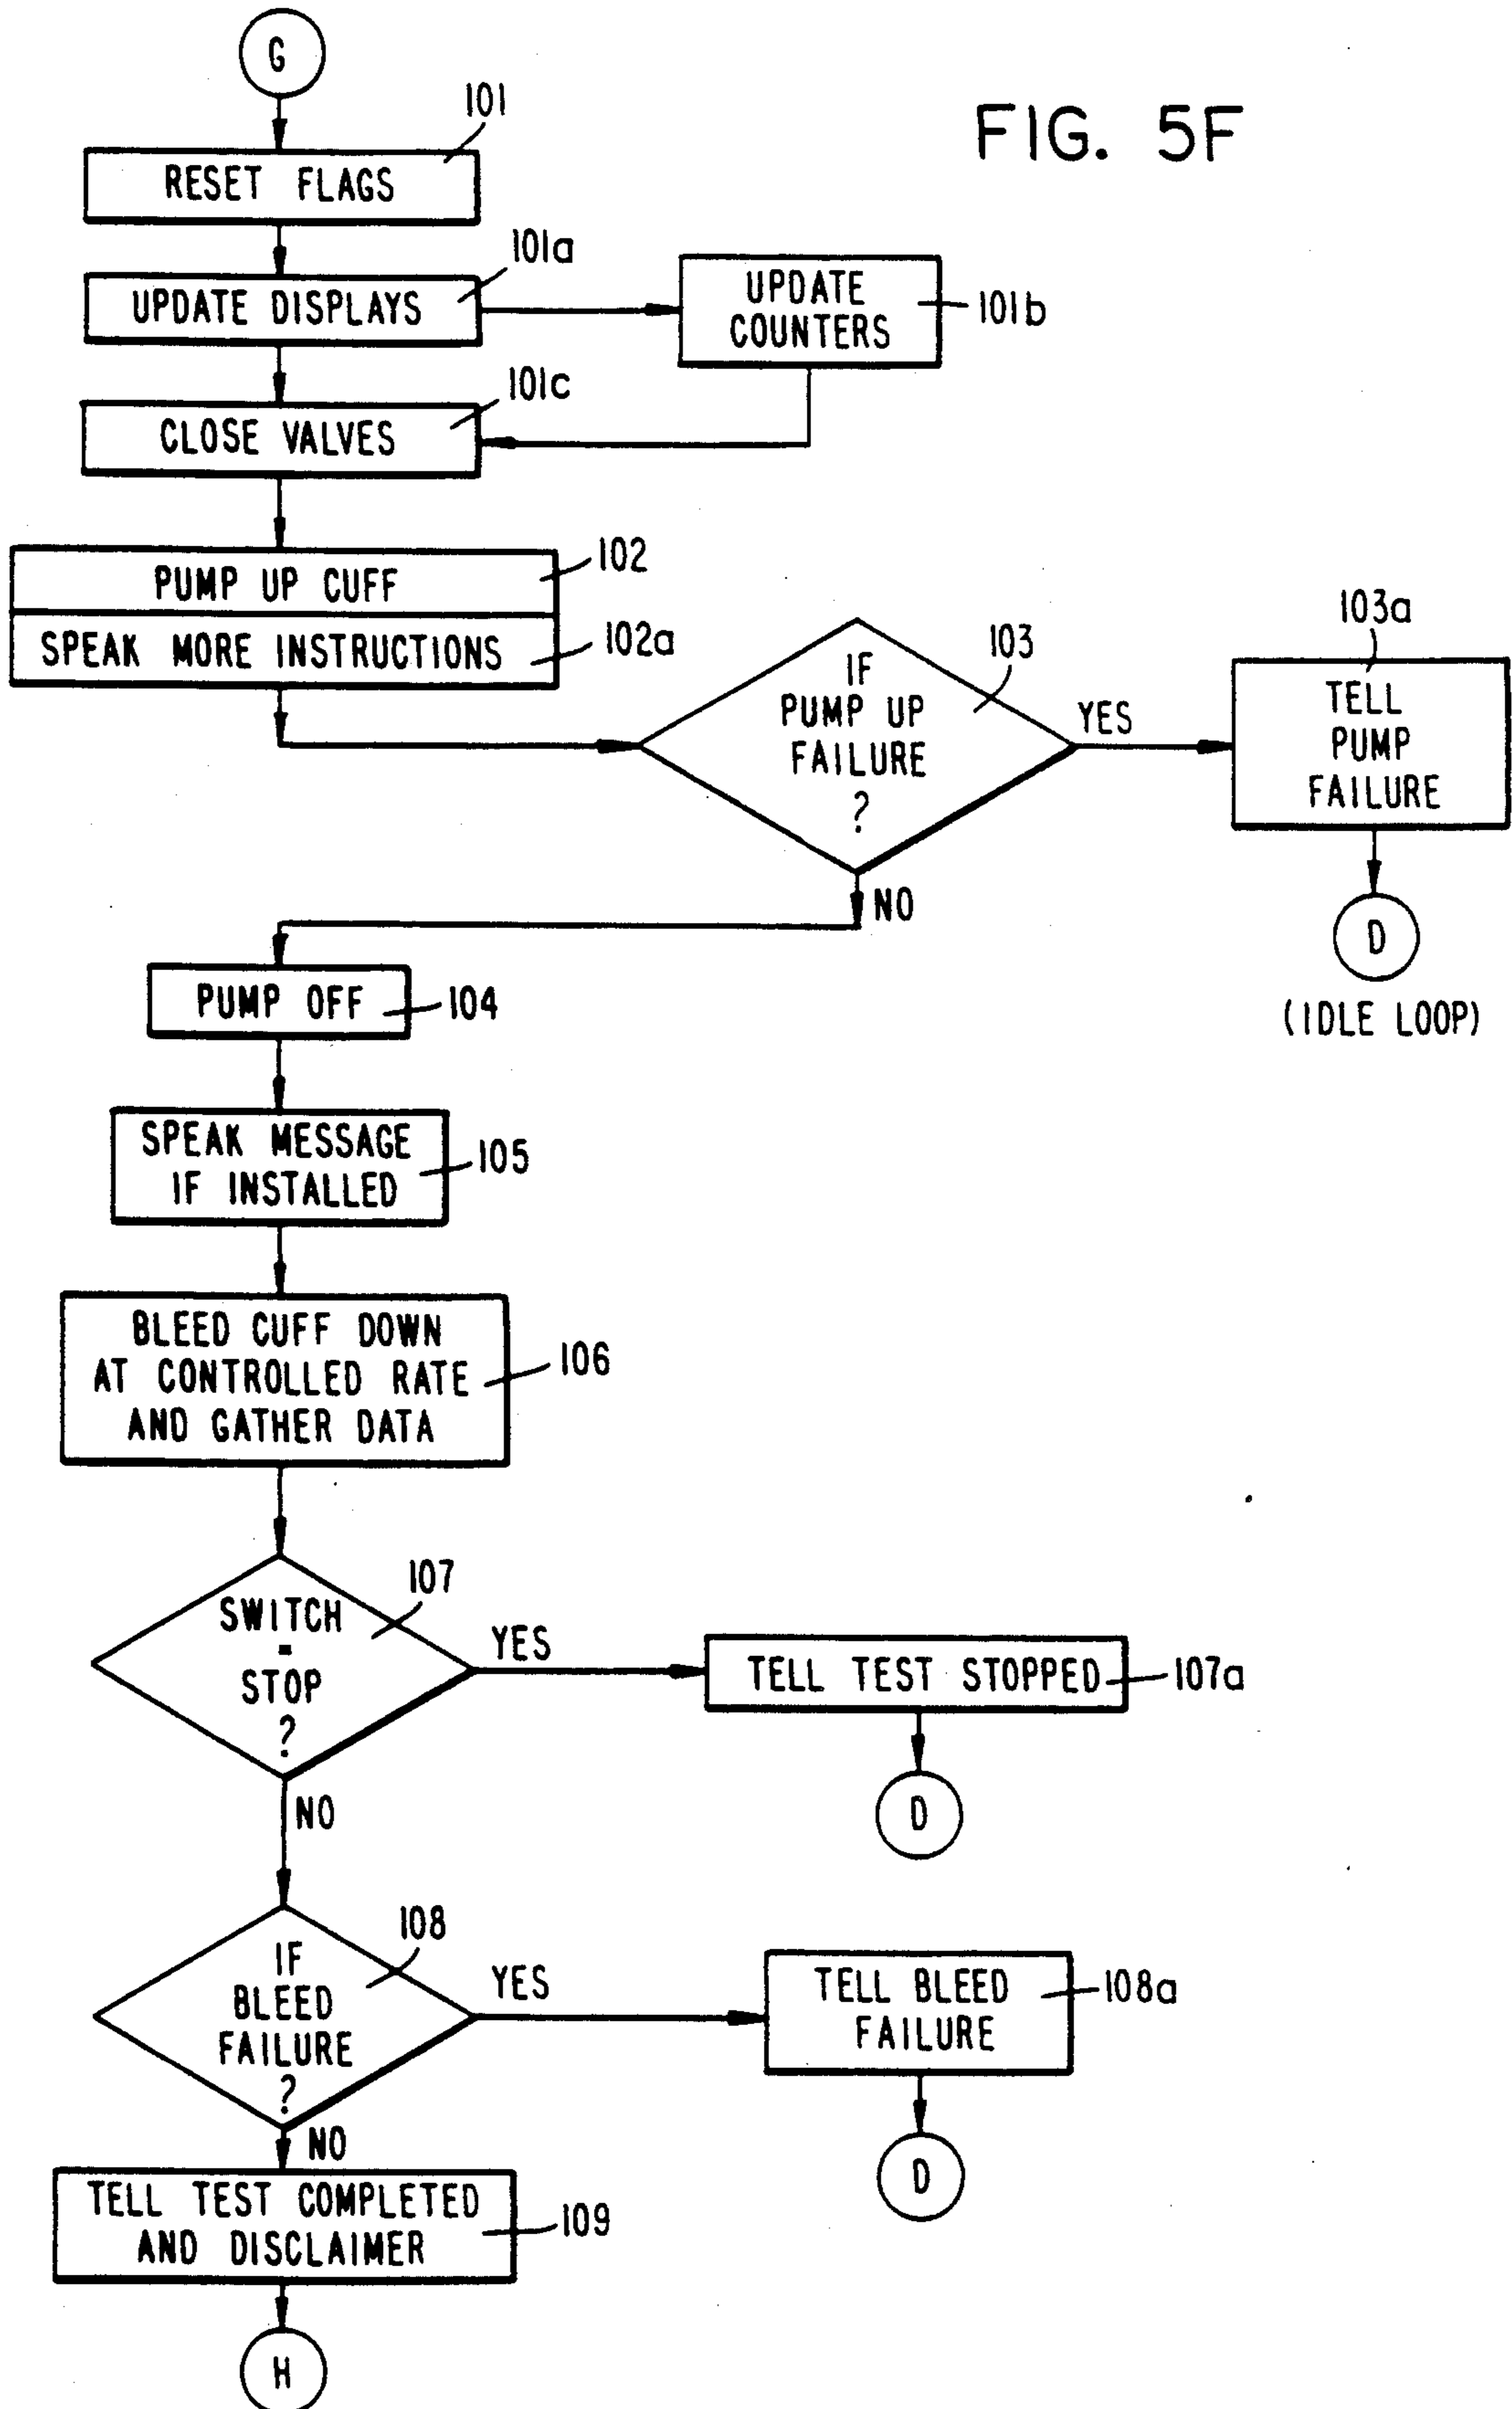 G
FIG. 5F
101
RESET FLAGS
101a
UPDATE DISPLAYS
UPDATE
COUNTERS
101b
101c
CLOSE VALVES
102
PUMP UP CUFF
SPEAK MORE INSTRUCTIONS
102a
103
IF
PUMP UP
FAILURE
?
YES
103a
TELL
PUMP
FAILURE
NO
D
(IDLE LOOP)
PUMP OFF
104
SPEAK MESSAGE
IF INSTALLED
105
BLEED CUFF DOWN
AT CONTROLLED RATE
AND GATHER DATA
106
107
SWITCH
=
STOP
?
YES
TELL TEST STOPPED
107a
D
NO
108
IF
BLEED
FAILURE
?
YES
TELL BLEED
FAILURE
108a
D
NO
TELL TEST COMPLETED
AND DISCLAIMER
109
H